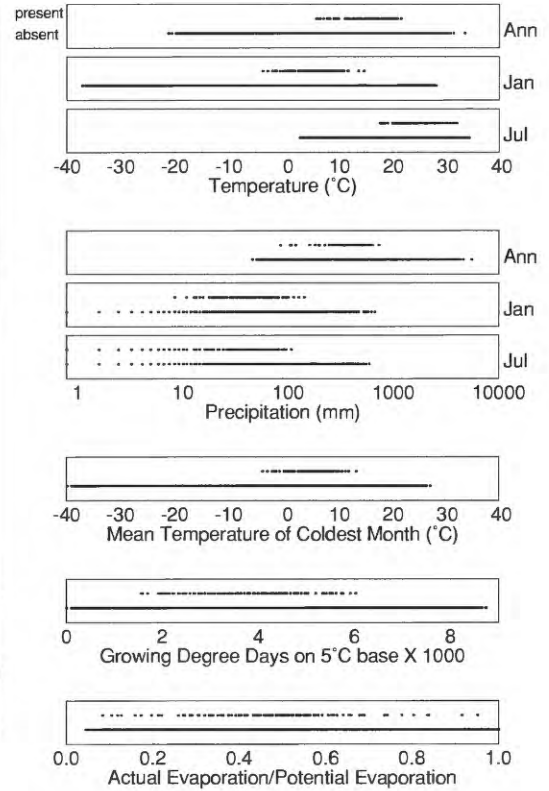 present
absent
Ann
Jan
Jul
-40 -30 -20 -10 0 10 20 30 40
Temperature (˚C)
Ann
Jan
Jul
1 10 100 1000 10000
Precipitation (mm)
-40 -30 -20 -10 0 10 20 30 40
Mean Temperature of Coldest Month (˚C)
0 2 4 6 8
Growing Degree Days on 5˚C base X 1000
0.0 0.2 0.4 0.6 0.8 1.0
Actual Evaporation/Potential Evaporation